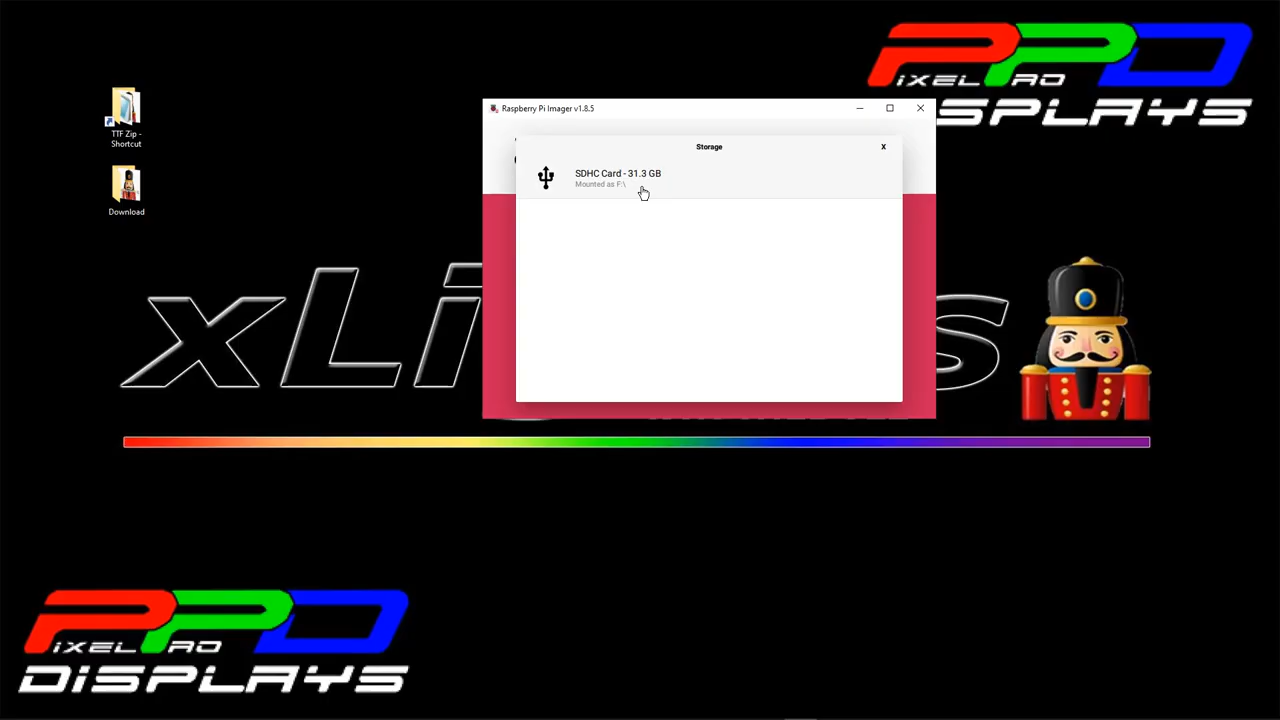 PIXEL PRO
DISPLAYS
TTF Zip -
Shortcut
Download
Raspberry Pi Imager v1.8.5
Storage
X
SDHC Card - 31.3 GB
Mounted as F:\
xLi
s
PPD
PIXEL PRO
DISPLAYS